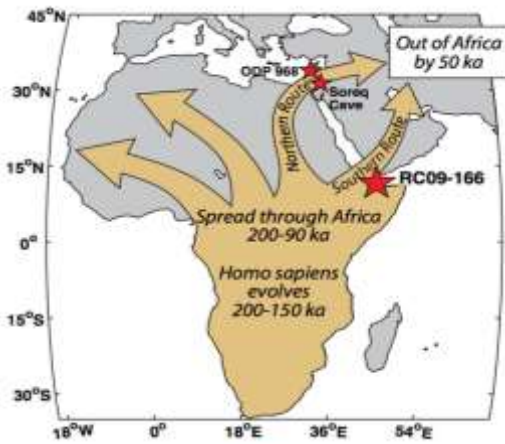 45°N
30°N
15°N
0°N
15°S
30°S
18°W
0°E
18°E
36°E
54°E
Out of Africa
by 50 ka
ODP 968
Soreq
Cave
Northern Route
Southern Route
RC09-166
Spread through Africa
200-90 ka
Homo sapiens
evolves
200-150 ka